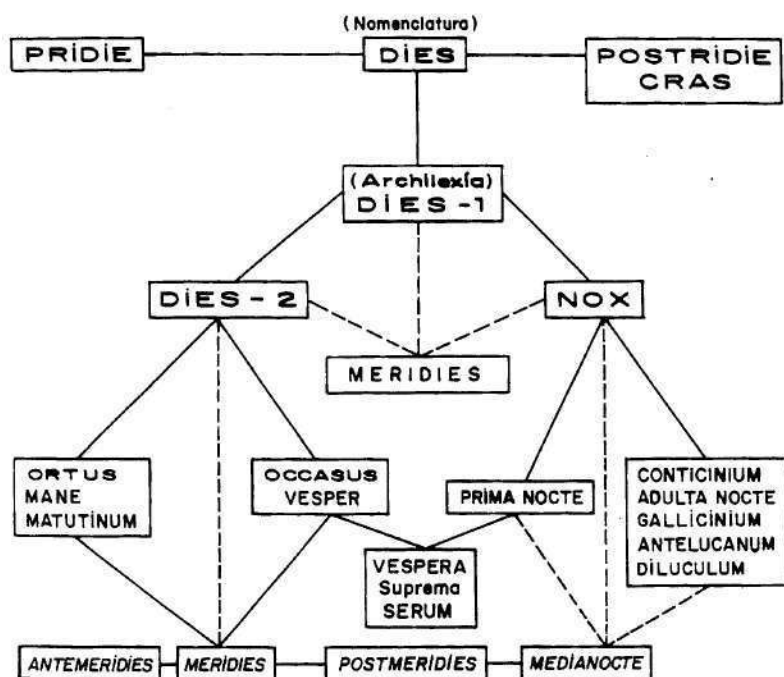 (Nomenclatura)
PRIDIE
DIES
POSTRIDIE
CRAS
(Archilexía)
DIES -1
DIES - 2
NOX
MERIDIES
ORTUS
MANE
MATUTINUM
OCCASUS
VESPER
PRIMA NOCTE
CONTICINIUM
ADULTA NOCTE
GALLICINIUM
ANTELUCANUM
DILUCULUM
VESPERA
Suprema
SERUM
ANTEMERIDIES
MERIDIES
POSTMERIDIES
MEDIANOCTE